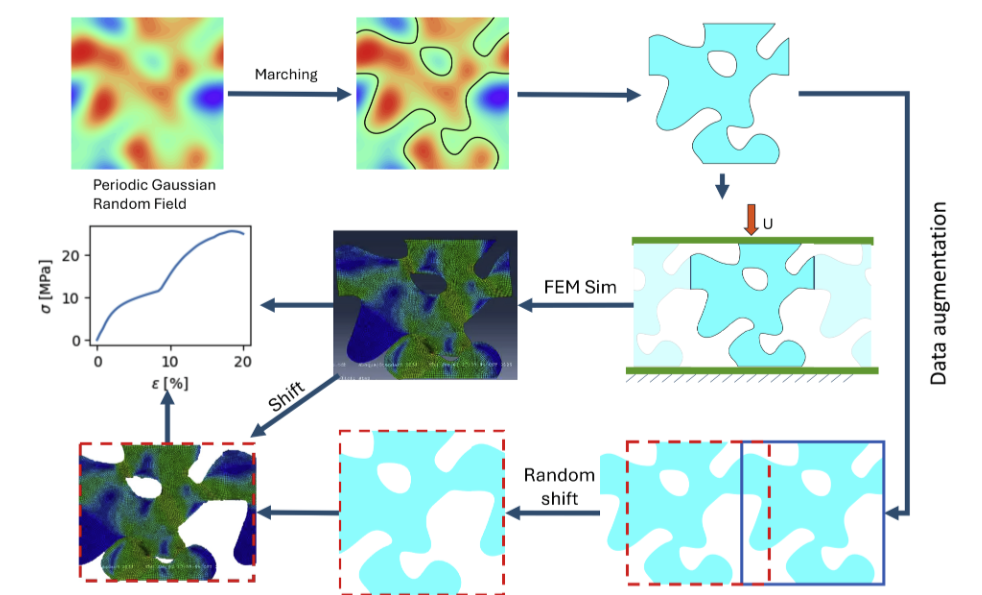 Marching
Periodic Gaussian
Random Field
U
Data augmentation
FEM Sim
σ [MPa]
20
10
0
0
10
20
ε [%]
Shift
Random
shift